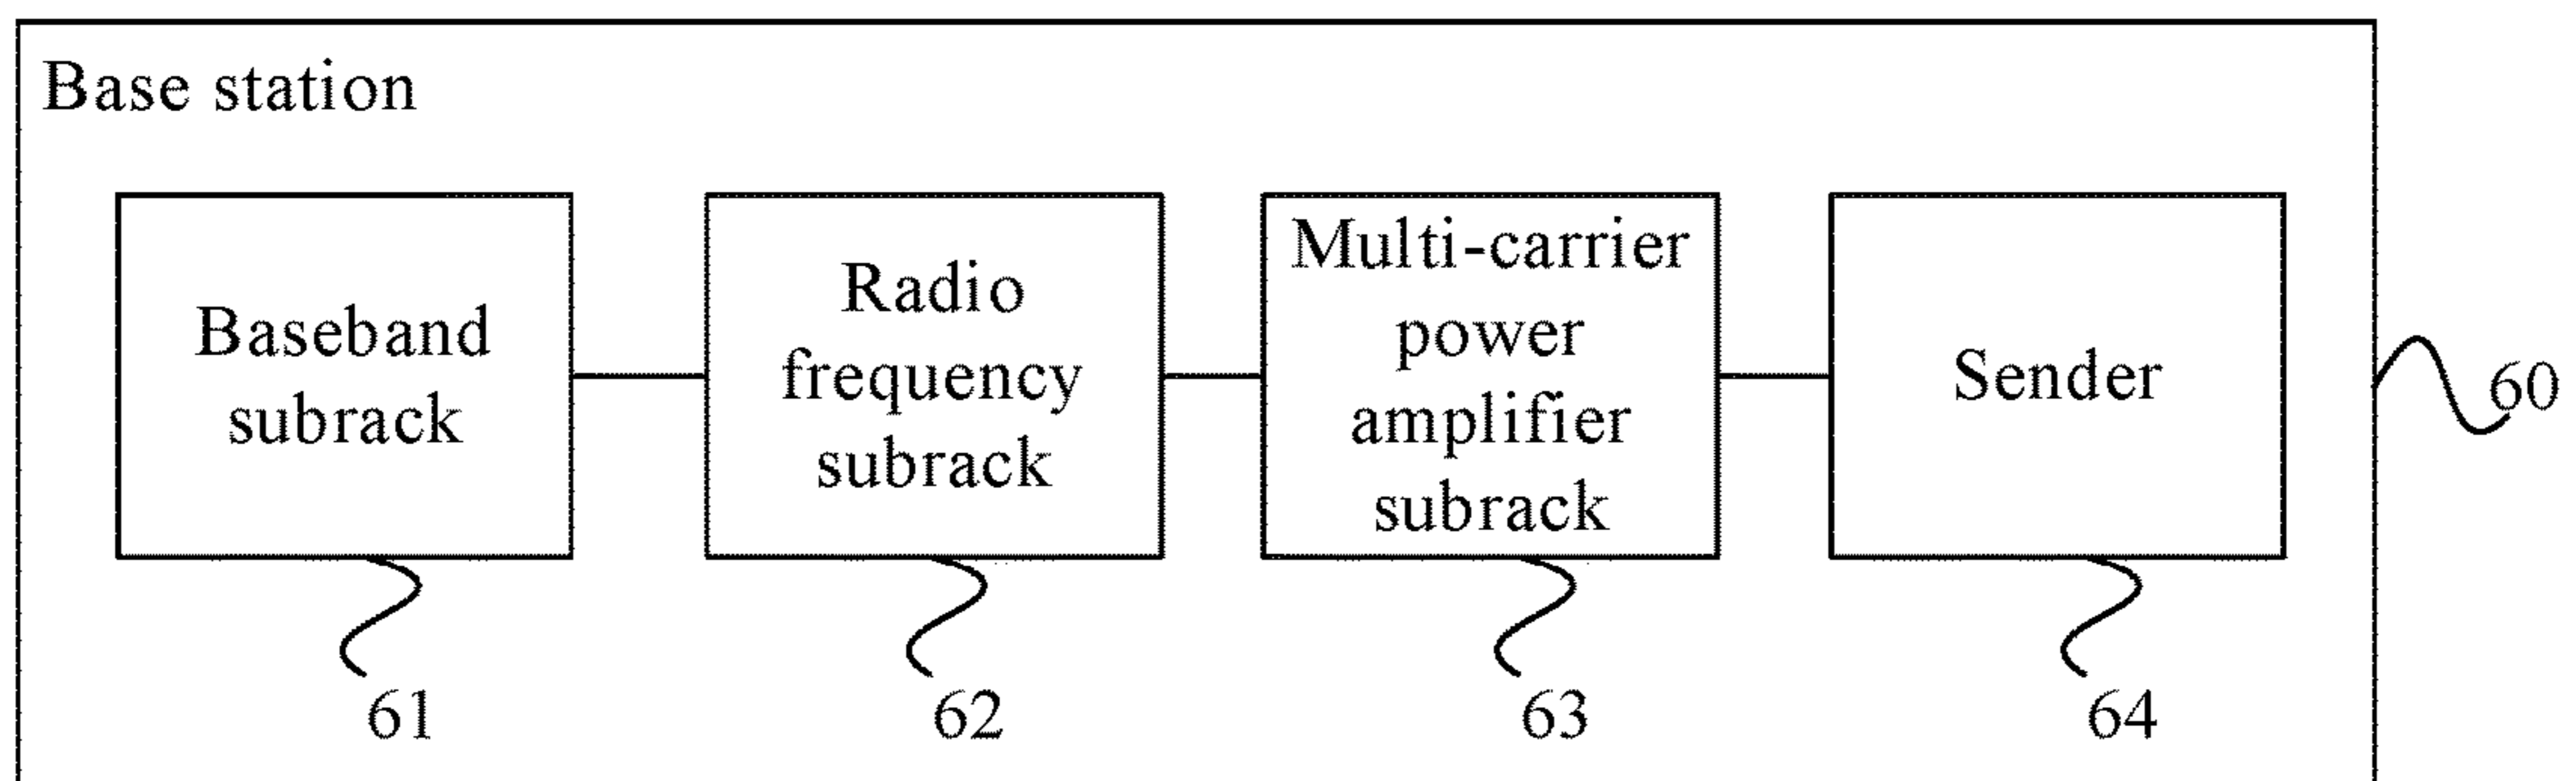 Base station
Baseband
subrack
Radio
frequency
subrack
Multi-carrier
power
amplifier
subrack
Sender
60
61
62
63
64